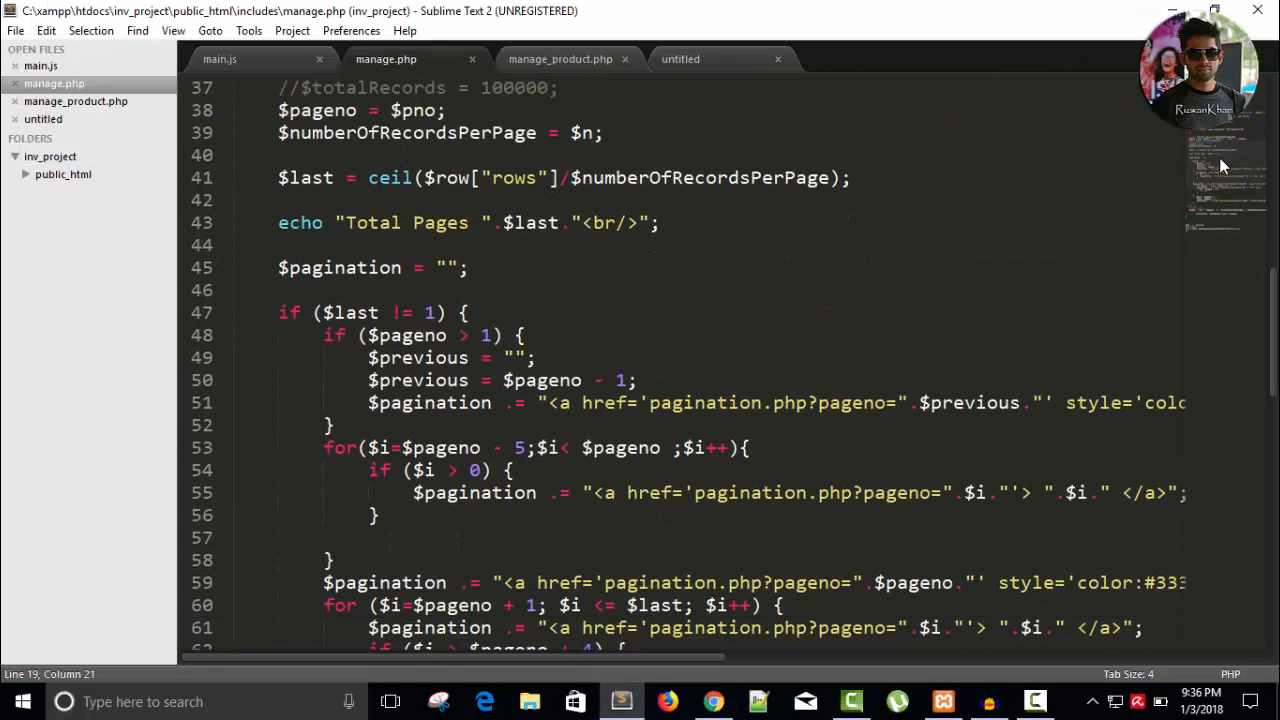 C:\xampp\htdocs\inv_project\public_html\includes\manage.php (inv_project) - Sublime Text 2 (UNREGISTERED)
File Edit Selection Find View Goto Tools Project Preferences Help
OPEN FILES
main.js
manage.php
manage_product.php
untitled
FOLDERS
inv_project
public_html
main.js manage.php manage_product.php untitled
RizwanKhan
37 //$totalRecords = 100000;
38 $pageno = $pno;
39 $numberOfRecordsPerPage = $n;
40
41 $last = ceil($row["rows"]/$numberOfRecordsPerPage);
42
43 echo "Total Pages ".$last."<br/>";
44
45 $pagination = "";
46
47 if ($last != 1) {
48 if ($pageno > 1) {
49 $previous = "";
50 $previous = $pageno - 1;
51 $pagination .= "<a href='pagination.php?pageno=".$previous."' style='colo
52 }
53 for($i=$pageno - 5;$i< $pageno ;$i++){
54 if ($i > 0) {
55 $pagination .= "<a href='pagination.php?pageno=".$i."'> ".$i." </a>";
56 }
57
58 }
59 $pagination .= "<a href='pagination.php?pageno=".$pageno."' style='color:#333
60 for ($i=$pageno + 1; $i <= $last; $i++) {
61 $pagination .= "<a href='pagination.php?pageno=".$i."'> ".$i." </a>";
62 if ($i > $pageno + 4) {
Line 19, Column 21
Tab Size: 4 PHP
Type here to search
9:36 PM
1/3/2018